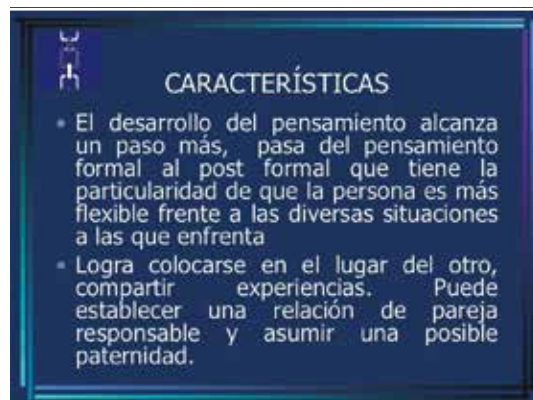 CARACTERÍSTICAS
• El desarrollo del pensamiento alcanza
un paso más, pasa del pensamiento
formal al post formal que tiene la
particularidad de que la persona es más
flexible frente a las diversas situaciones
a las que enfrenta
• Logra colocarse en el lugar del otro,
compartir experiencias. Puede
establecer una relación de pareja
responsable y asumir una posible
paternidad.